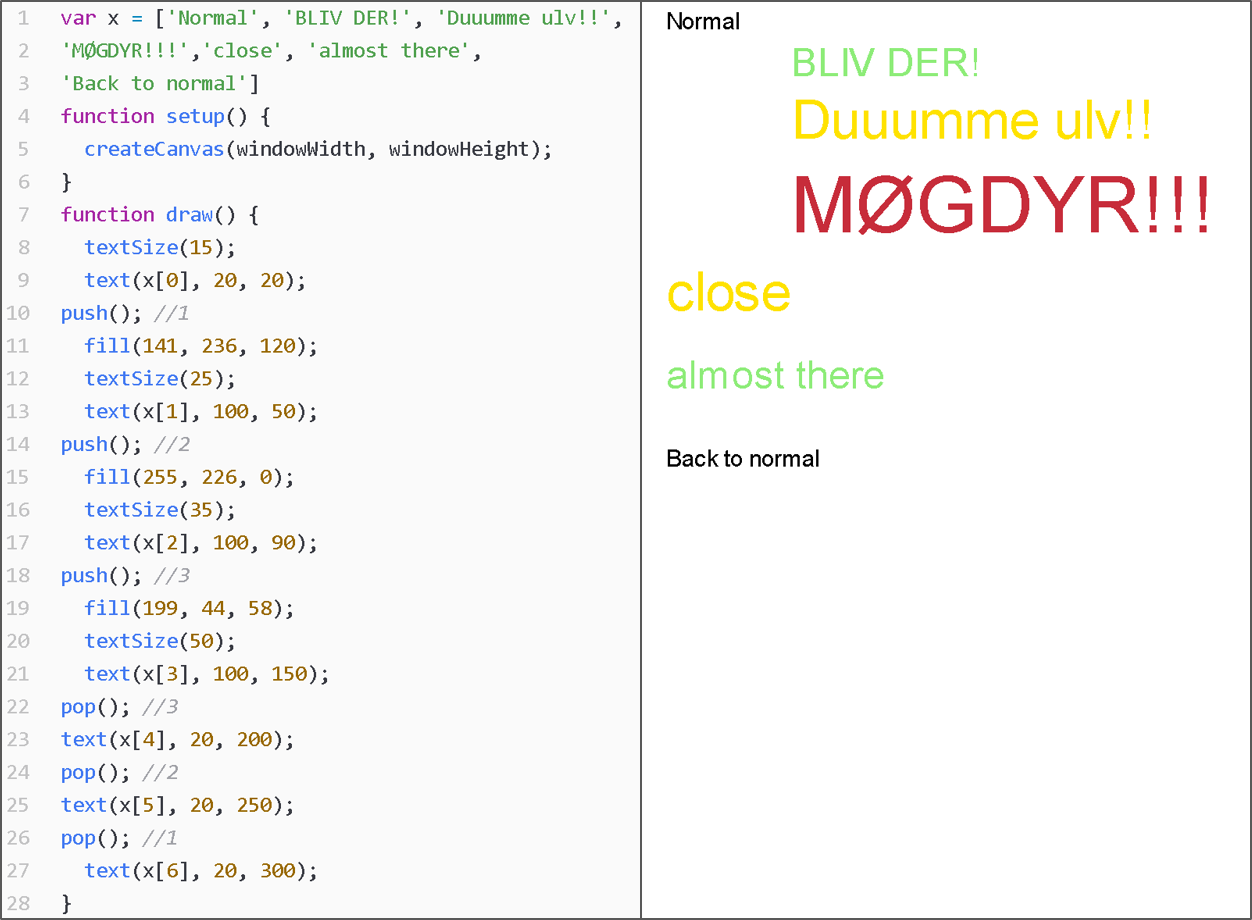 1 var x = ['Normal', 'BLIV DER!', 'Duuumme ulv!!',
2 'MØGDYR!!!','close', 'almost there',
3 'Back to normal']
4 function setup() {
5 createCanvas(windowWidth, windowHeight);
6 }
7 function draw() {
8 textSize(15);
9 text(x[0], 20, 20);
10 push(); //1
11 fill(141, 236, 120);
12 textSize(25);
13 text(x[1], 100, 50);
14 push(); //2
15 fill(255, 226, 0);
16 textSize(35);
17 text(x[2], 100, 90);
18 push(); //3
19 fill(199, 44, 58);
20 textSize(50);
21 text(x[3], 100, 150);
22 pop(); //3
23 text(x[4], 20, 200);
24 pop(); //2
25 text(x[5], 20, 250);
26 pop(); //1
27 text(x[6], 20, 300);
28 }
Normal
BLIV DER!
Duuumme ulv!!
MØGDYR!!!
close
almost there
Back to normal